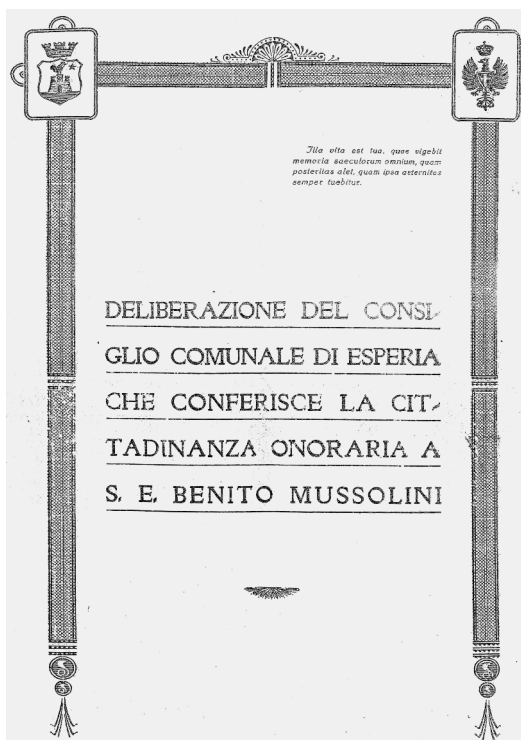 Illa vita est tua, quae vigebit
memoria saeculorum omnium, quam
posteritas alet, quam ipsa aeternitas
semper tuebitur.
DELIBERAZIONE DEL CONSI-
GLIO COMUNALE DI ESPERIA
CHE CONFERISCE LA CIT-
TADINANZA ONORARIA A
S. E. BENITO MUSSOLINI